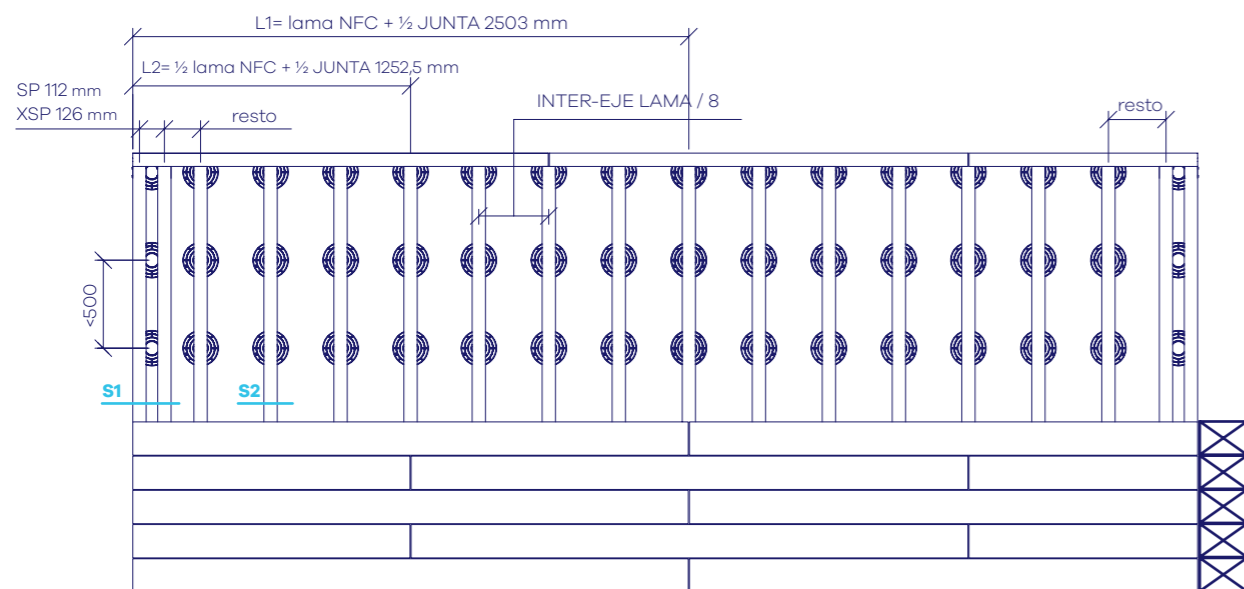 L1= lama NFC + ½ JUNTA 2503 mm
L2= ½ lama NFC + ½ JUNTA 1252,5 mm
SP 112 mm
XSP 126 mm
resto
INTER-EJE LAMA / 8
resto
<500
S1
S2